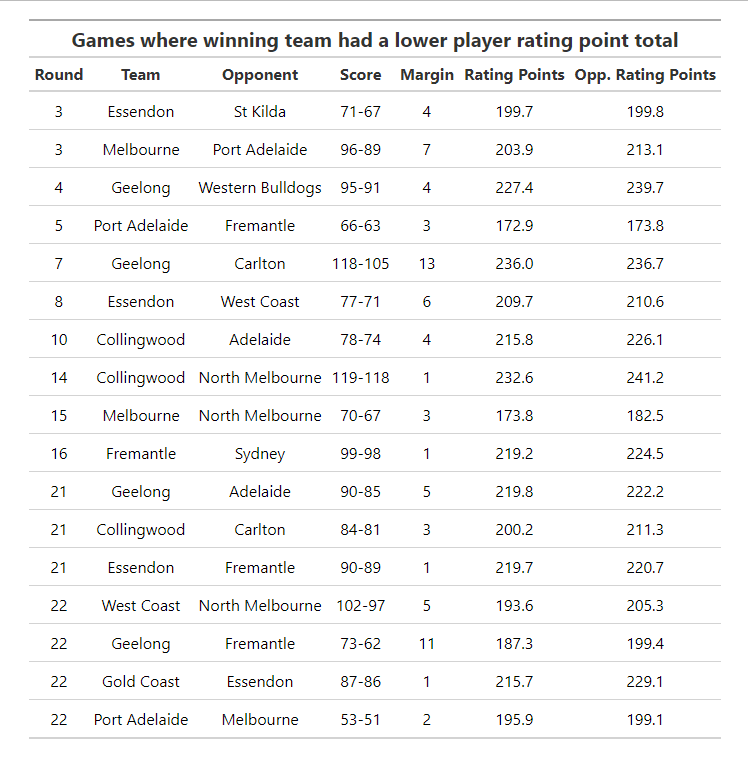 Games where winning team had a lower player rating point total
Round Team Opponent Score Margin Rating Points Opp. Rating Points
3 Essendon St Kilda 71-67 4 199.7 199.8
3 Melbourne Port Adelaide 96-89 7 203.9 213.1
4 Geelong Western Bulldogs 95-91 4 227.4 239.7
5 Port Adelaide Fremantle 66-63 3 172.9 173.8
7 Geelong Carlton 118-105 13 236.0 236.7
8 Essendon West Coast 77-71 6 209.7 210.6
10 Collingwood Adelaide 78-74 4 215.8 226.1
14 Collingwood North Melbourne 119-118 1 232.6 241.2
15 Melbourne North Melbourne 70-67 3 173.8 182.5
16 Fremantle Sydney 99-98 1 219.2 224.5
21 Geelong Adelaide 90-85 5 219.8 222.2
21 Collingwood Carlton 84-81 3 200.2 211.3
21 Essendon Fremantle 90-89 1 219.7 220.7
22 West Coast North Melbourne 102-97 5 193.6 205.3
22 Geelong Fremantle 73-62 11 187.3 199.4
22 Gold Coast Essendon 87-86 1 215.7 229.1
22 Port Adelaide Melbourne 53-51 2 195.9 199.1